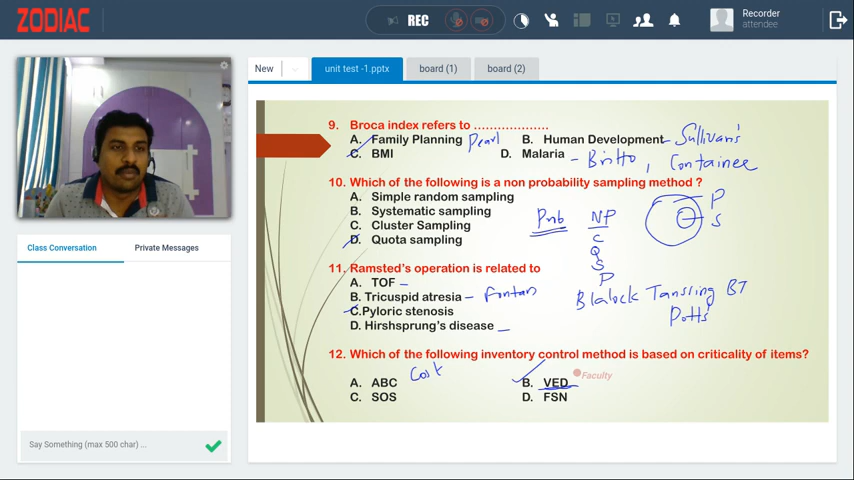 ZODIAC
REC
Recorder
attendee
New
unit test -1.pptx
board (1)
board (2)
9. Broca index refers to ...................
A. Family Planning Pearl B. Human Development - Sullivan's
C. BMI D. Malaria - Britto, Container
10. Which of the following is a non probability sampling method ?
A. Simple random sampling
B. Systematic sampling
C. Cluster Sampling
D. Quota sampling
Prob NP
C
Q
S
P
P
S
11. Ramsted's operation is related to
A. TOF -
B. Tricuspid atresia - Fontan
C.Pyloric stenosis
D. Hirshsprung's disease -
Blalock Tanssing BT
Potts'
12. Which of the following inventory control method is based on criticality of items?
A. ABC Cost B. VED
C. SOS D. FSN
Faculty
Class Conversation
Private Messages
Say Something (max 500 char) ...